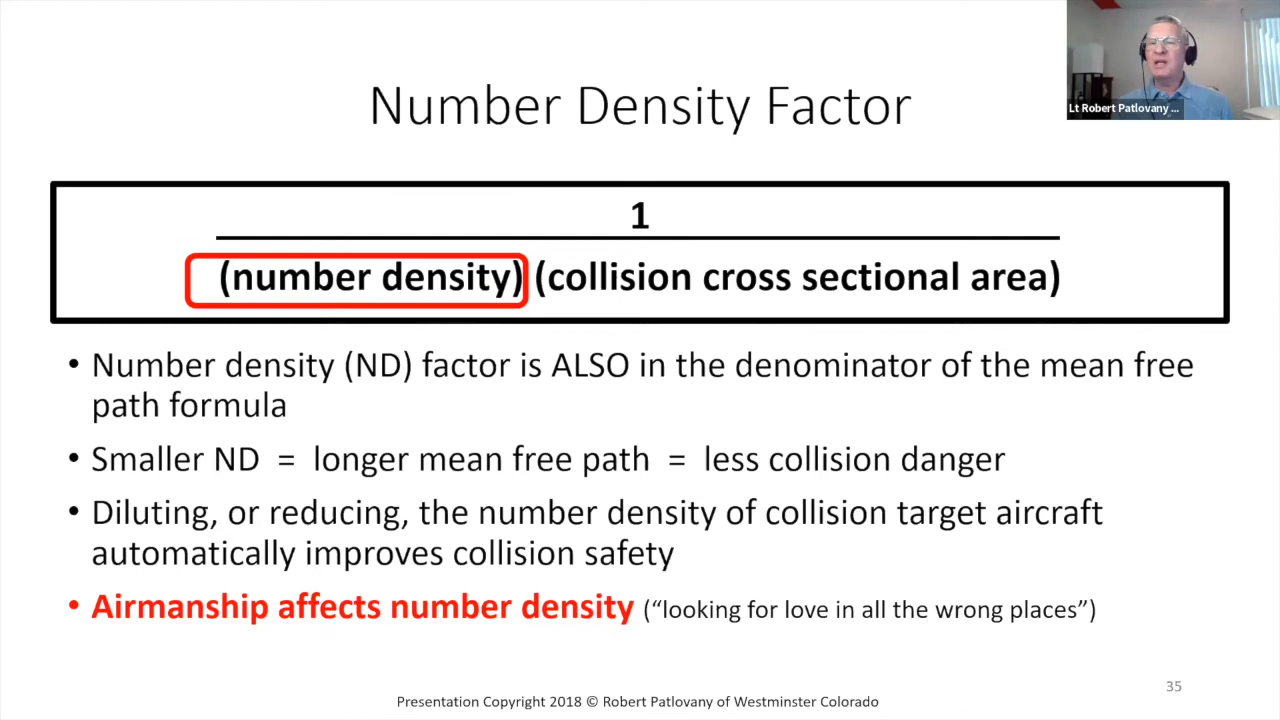 Lt Robert Patlovany ...
Number Density Factor
1
(number density) (collision cross sectional area)
• Number density (ND) factor is ALSO in the denominator of the mean free
path formula
• Smaller ND = longer mean free path = less collision danger
• Diluting, or reducing, the number density of collision target aircraft
automatically improves collision safety
• Airmanship affects number density (“looking for love in all the wrong places”)
35
Presentation Copyright 2018 © Robert Patlovany of Westminster Colorado